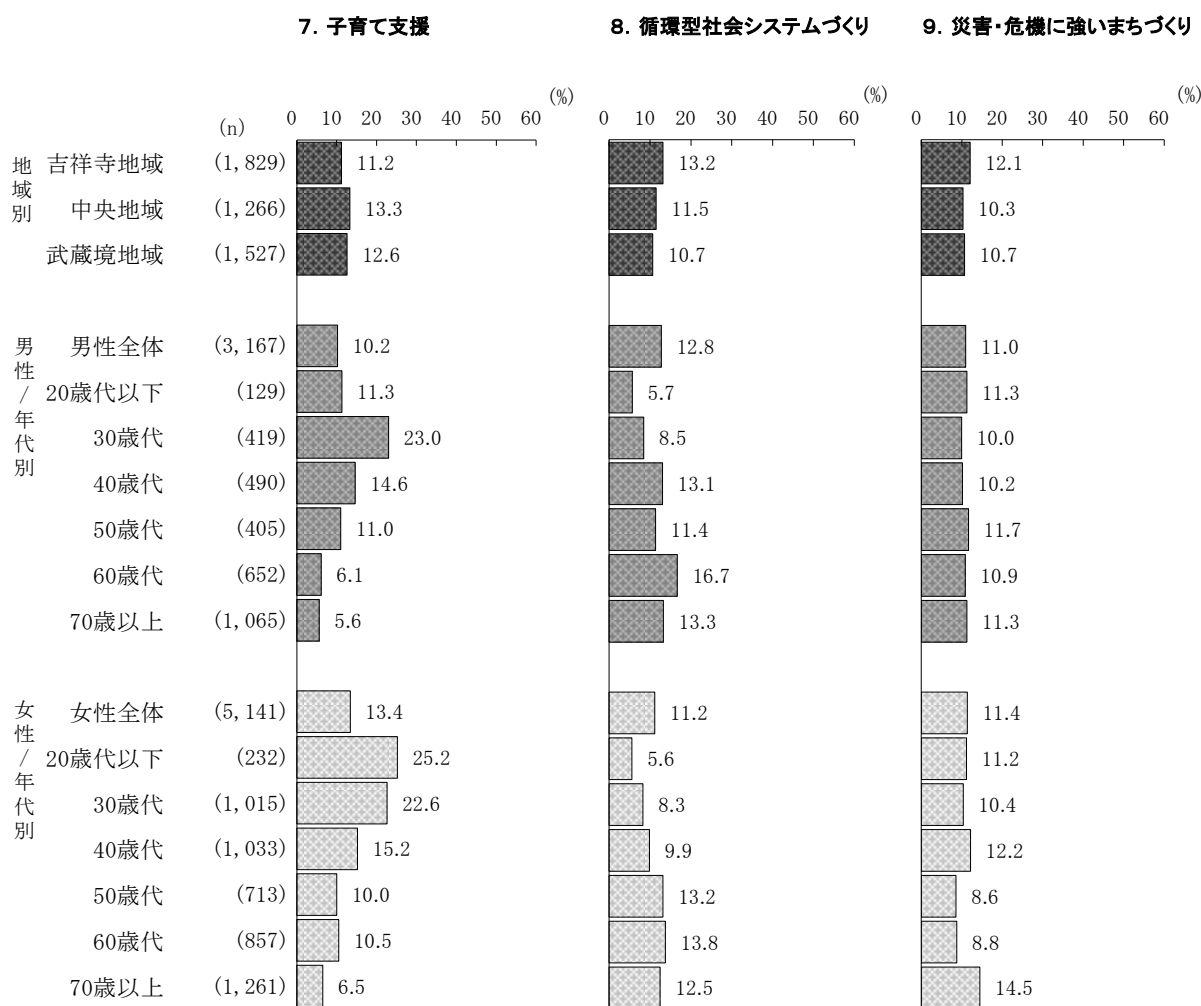 7. 子育て支援 8. 循環型社会システムづくり 9. 災害・危機に強いまちづくり
(%) (%) (%)
(n) 0 10 20 30 40 50 60 0 10 20 30 40 50 60 0 10 20 30 40 50 60
地域別
吉祥寺地域 (1,829) 11.2 13.2 12.1
中央地域 (1,266) 13.3 11.5 10.3
武蔵境地域 (1,527) 12.6 10.7 10.7
男性/年代別
男性全体 (3,167) 10.2 12.8 11.0
20歳代以下 (129) 11.3 5.7 11.3
30歳代 (419) 23.0 8.5 10.0
40歳代 (490) 14.6 13.1 10.2
50歳代 (405) 11.0 11.4 11.7
60歳代 (652) 6.1 16.7 10.9
70歳以上 (1,065) 5.6 13.3 11.3
女性/年代別
女性全体 (5,141) 13.4 11.2 11.4
20歳代以下 (232) 25.2 5.6 11.2
30歳代 (1,015) 22.6 8.3 10.4
40歳代 (1,033) 15.2 9.9 12.2
50歳代 (713) 10.0 13.2 8.6
60歳代 (857) 10.5 13.8 8.8
70歳以上 (1,261) 6.5 12.5 14.5